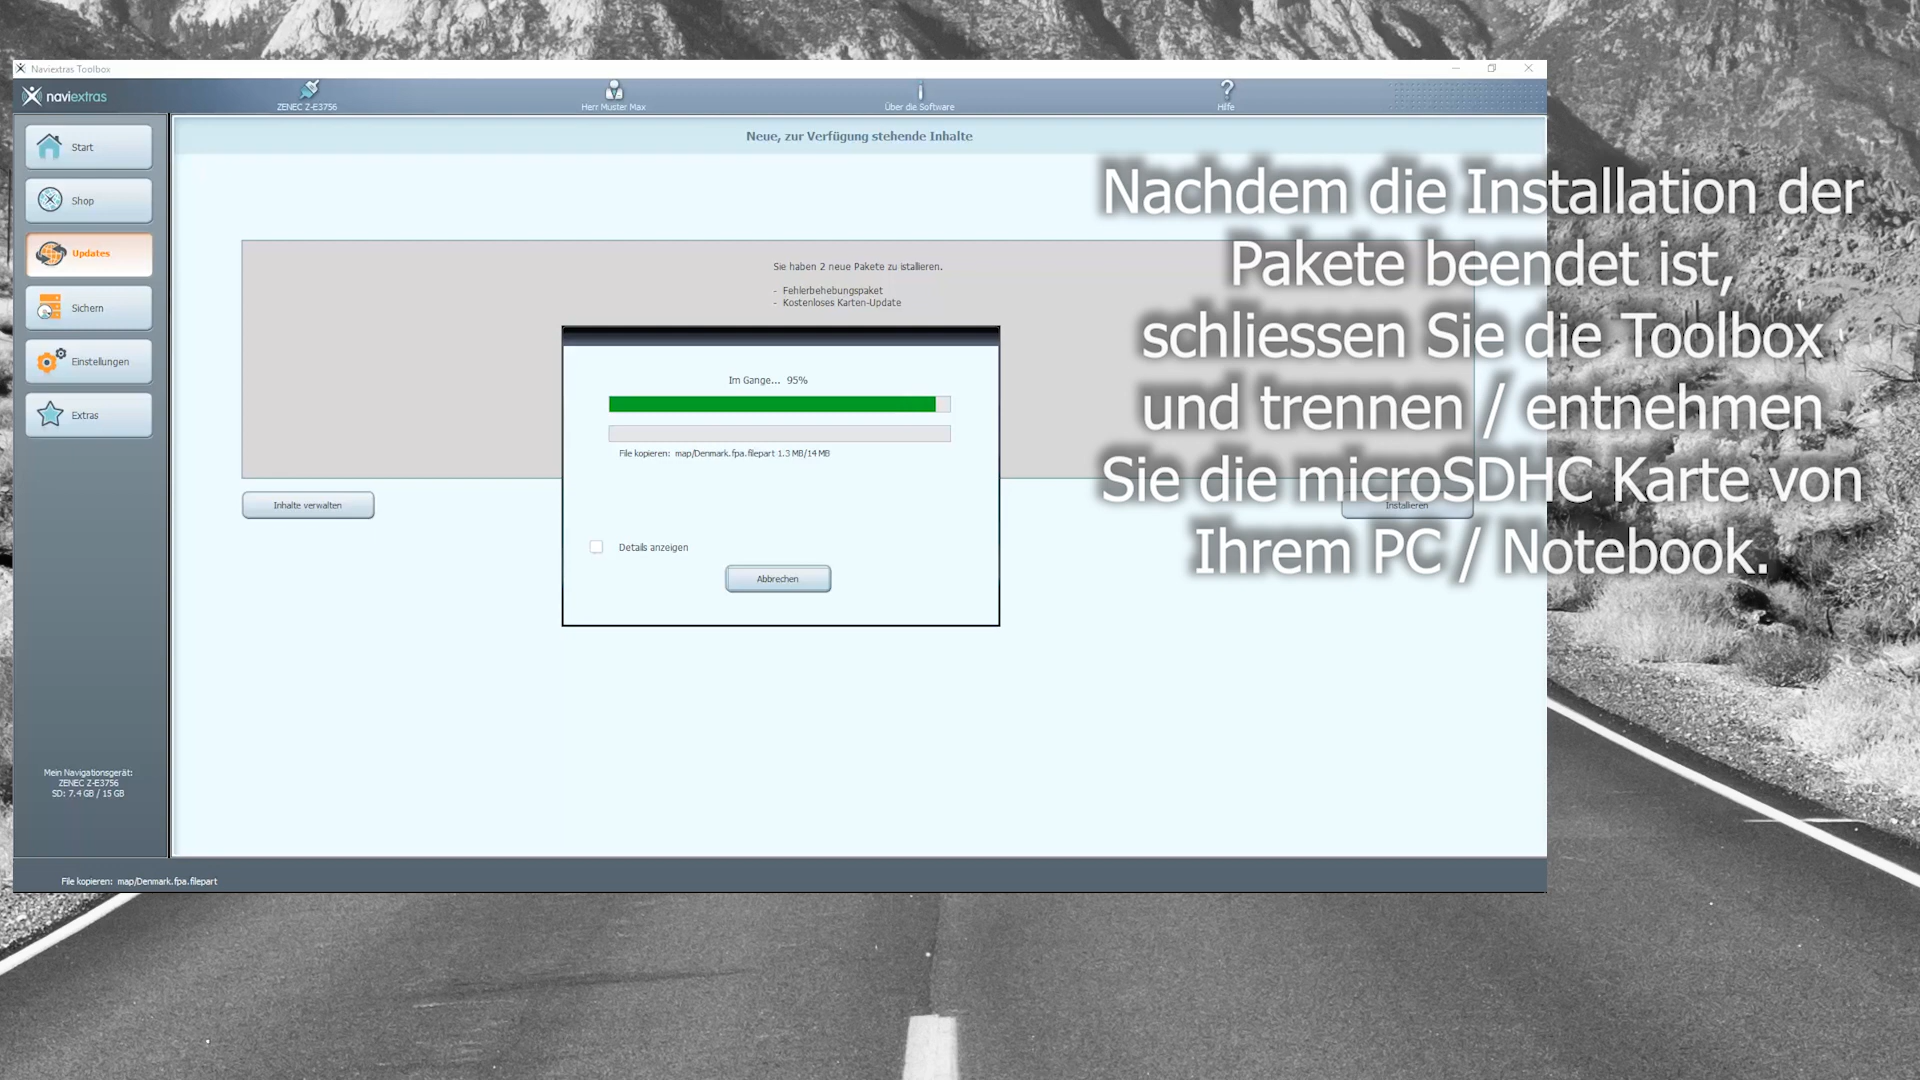 Naviextras Toolbox
naviextras
ZENEC Z-E3756
Herr Muster Max
Über die Software
Hilfe
Start
Shop
Updates
Sichern
Einstellungen
Extras
Mein Navigationsgerät:
ZENEC Z-E3756
SD: 7.4 GB / 15 GB
Neue, zur Verfügung stehende Inhalte
Sie haben 2 neue Pakete zu istallieren.
- Fehlerbehebungspaket
- Kostenloses Karten-Update
Im Gange... 95%
File kopieren: map/Denmark.fpa.filepart 1.3 MB/14 MB
Details anzeigen
Abbrechen
Inhalte verwalten
Installieren
Nachdem die Installation der
Pakete beendet ist,
schliessen Sie die Toolbox
und trennen / entnehmen
Sie die microSDHC Karte von
Ihrem PC / Notebook.
File kopieren: map/Denmark.fpa.filepart